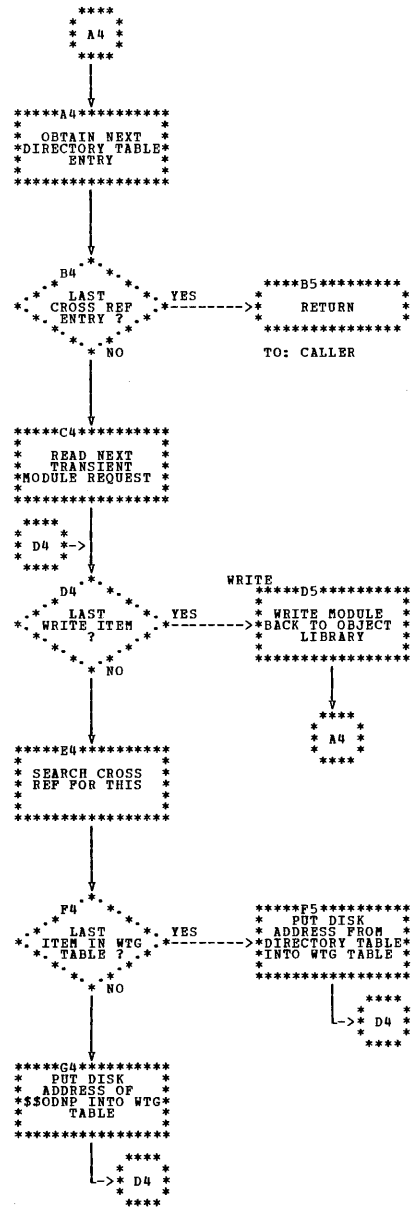 A4
A4
OBTAIN NEXT
DIRECTORY TABLE
ENTRY
B4
LAST
CROSS REF
ENTRY ?
YES
NO
B5
RETURN
TO: CALLER
C4
READ NEXT
TRANSIENT
MODULE REQUEST
D4
D4
LAST
WRITE ITEM
?
YES
NO
WRITE
D5
WRITE MODULE
BACK TO OBJECT
LIBRARY
A4
E4
SEARCH CROSS
REF FOR THIS
F4
LAST
ITEM IN WTG
TABLE ?
YES
NO
F5
PUT DISK
ADDRESS FROM
DIRECTORY TABLE
INTO WTG TABLE
D4
G4
PUT DISK
ADDRESS OF
$$ODNP INTO WTG
TABLE
D4